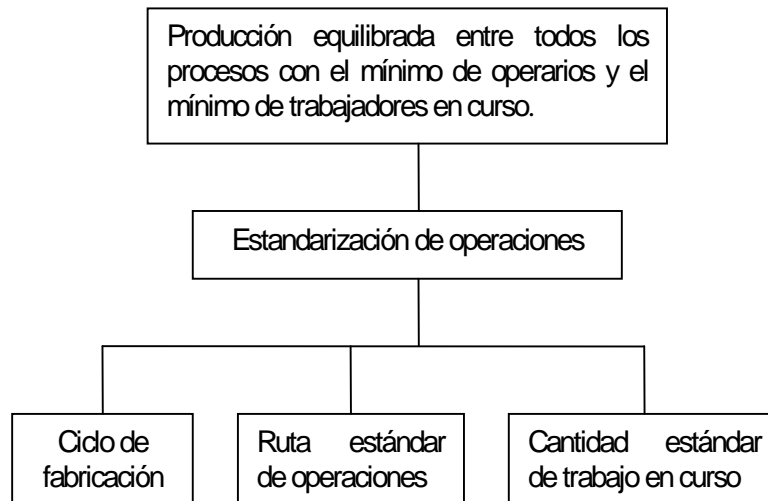 Producción equilibrada entre todos los
procesos con el mínimo de operarios y el
mínimo de trabajadores en curso.
Estandarización de operaciones
Ciclo de
fabricación
Ruta estándar
de operaciones
Cantidad estándar
de trabajo en curso